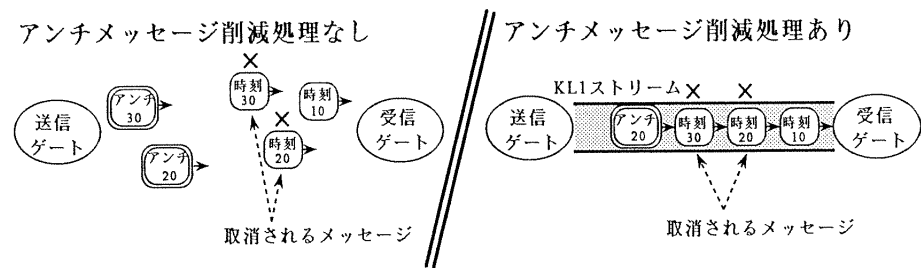 アンチメッセージ削減処理なし
送信
ゲート
アンチ
30
アンチ
20
時刻
30
時刻
10
時刻
20
受信
ゲート
取消されるメッセージ
アンチメッセージ削減処理あり
KL1ストリーム
送信
ゲート
アンチ
20
時刻
30
時刻
20
時刻
10
受信
ゲート
取消されるメッセージ